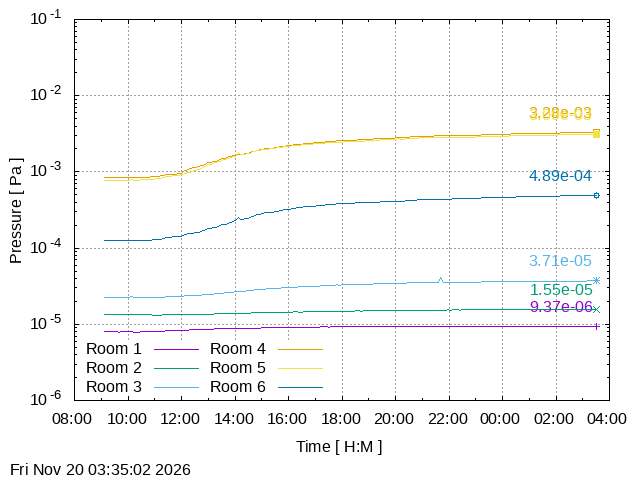 10^-1
10^-2
10^-3
10^-4
10^-5
10^-6
Pressure [ Pa ]
3.28e-03
4.89e-04
3.71e-05
1.55e-05
9.37e-06
Room 1 Room 4
Room 2 Room 5
Room 3 Room 6
08:00 10:00 12:00 14:00 16:00 18:00 20:00 22:00 00:00 02:00 04:00
Time [ H:M ]
Fri Nov 20 03:35:02 2026